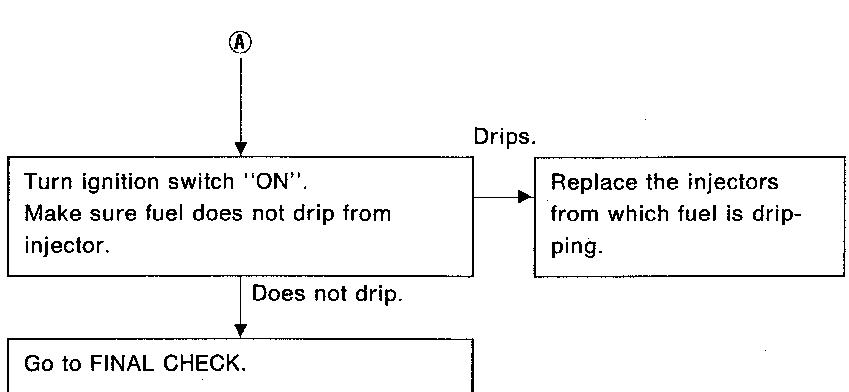 Ⓐ
Drips.
Turn ignition switch "ON".
Make sure fuel does not drip from
injector.
Replace the injectors
from which fuel is drip-
ping.
Does not drip.
Go to FINAL CHECK.